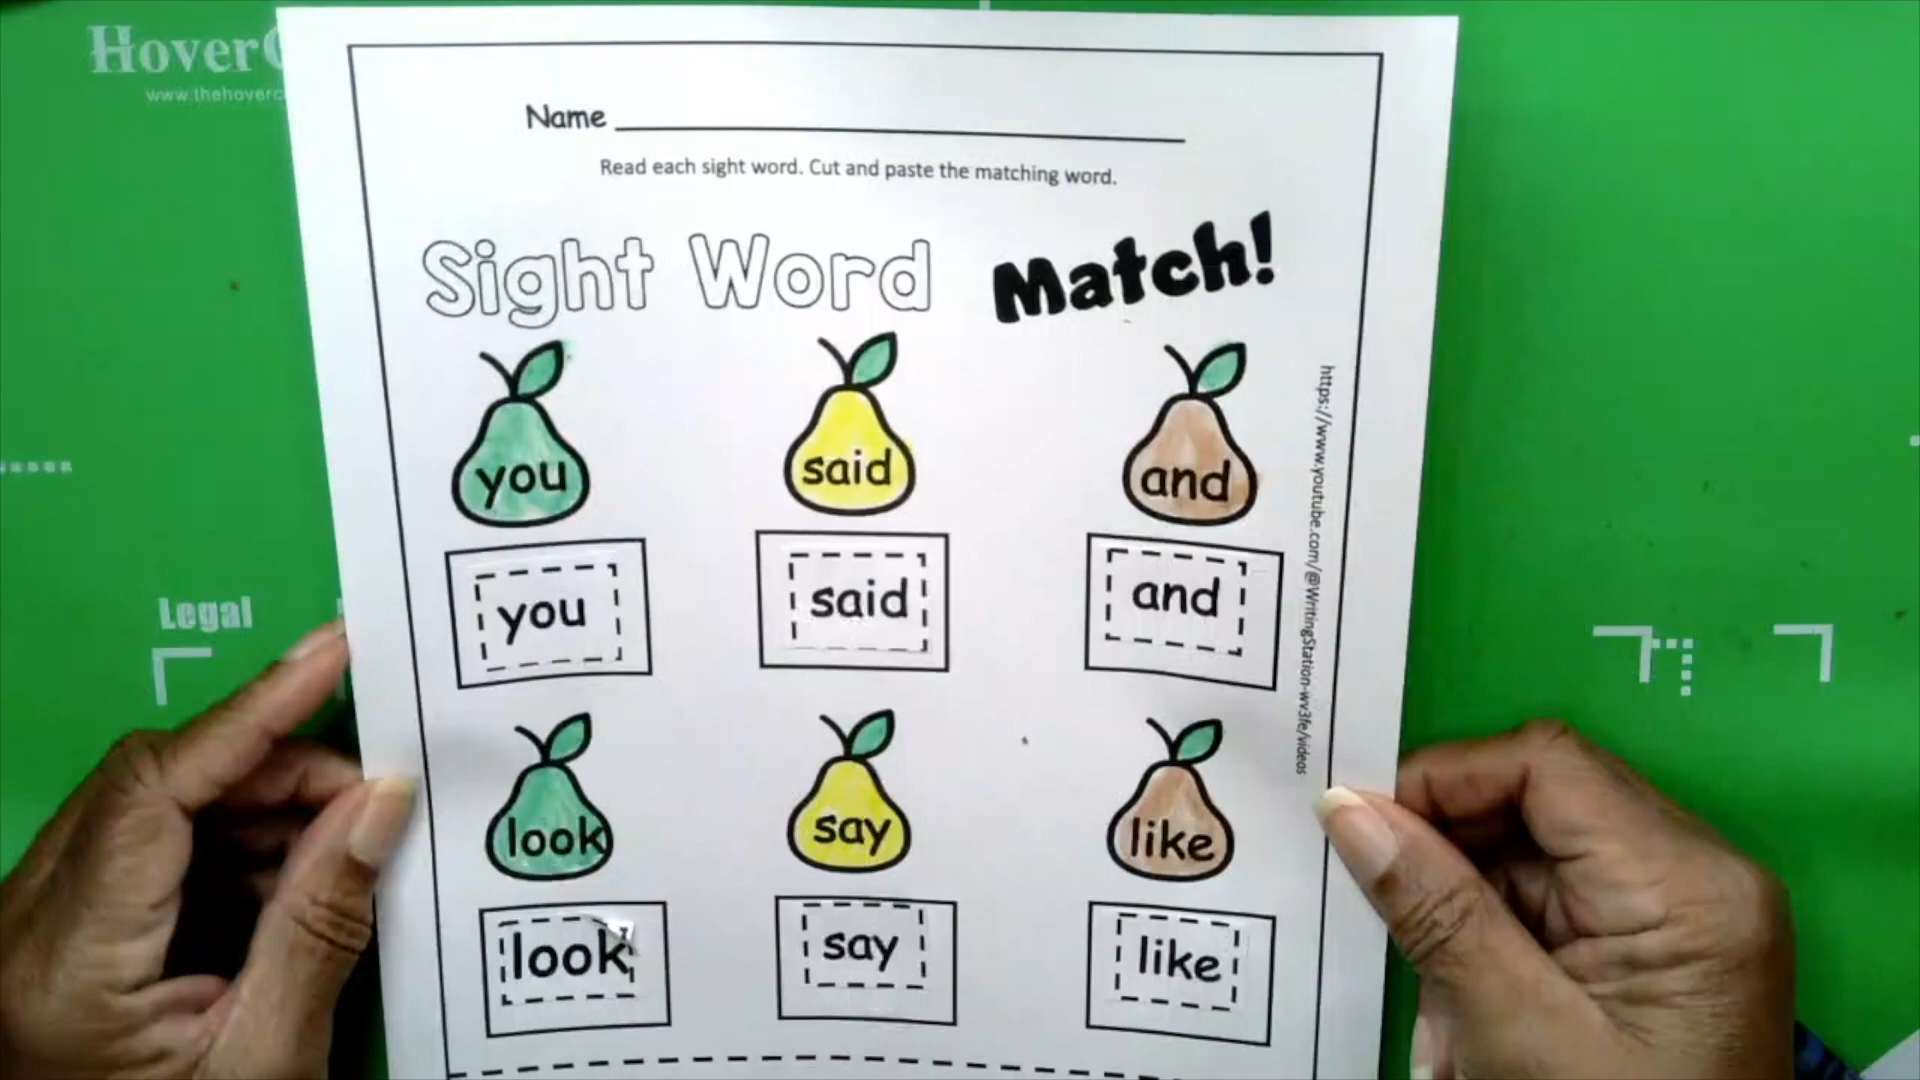 Hover
www.thehoverc
Name
Read each sight word. Cut and paste the matching word.
Sight Word Match!
you said and
you said and
look say like
look say like
https://www.youtube.com/@WritingStation-wv3fe/videos
Legal